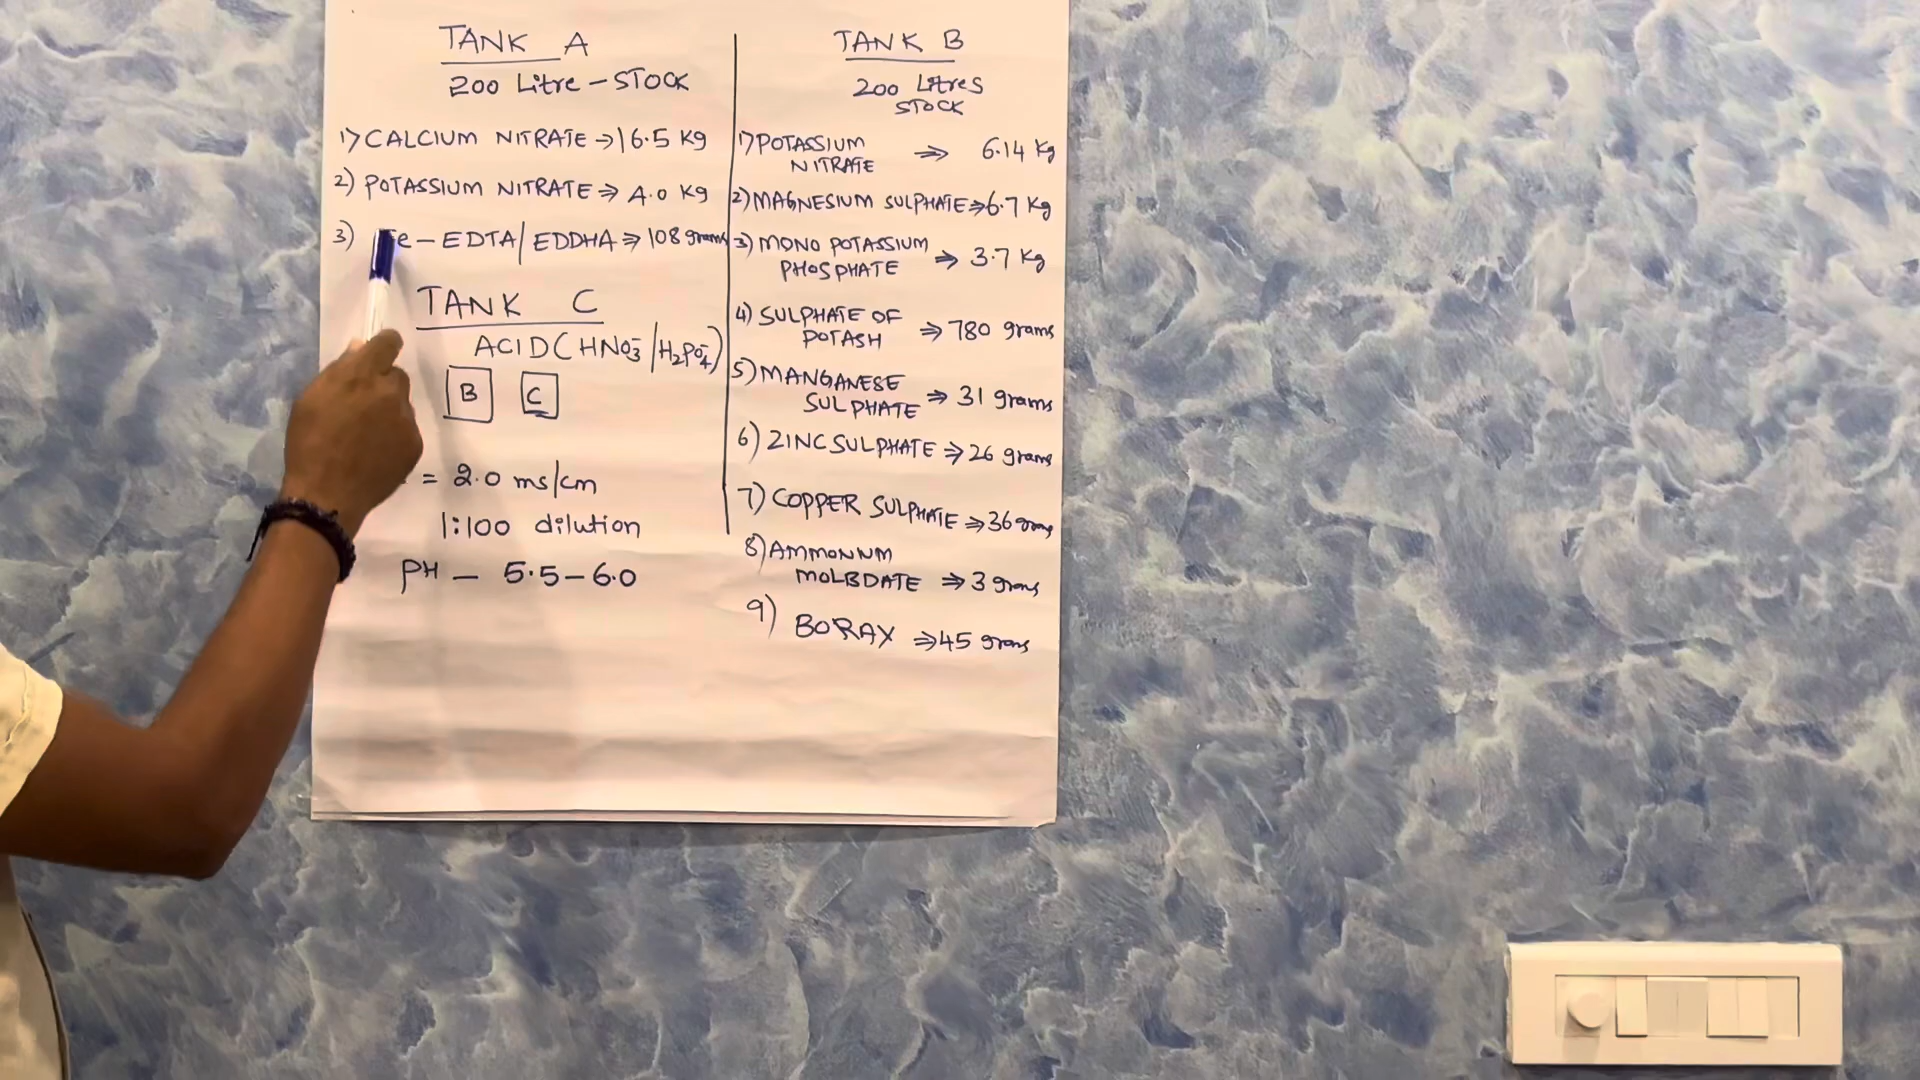 TANK A
200 Litre - STOCK
1) CALCIUM NITRATE → 16.5 Kg
2) POTASSIUM NITRATE ⇒ 4.0 Kg
3) Fe - EDTA / EDDHA ⇒ 108 grams
TANK C
ACID (HNO3⁻ / H2PO4⁻)
B C
= 2.0 ms/cm
1:100 dilution
PH - 5.5 - 6.0
TANK B
200 Litres
STOCK
1) POTASSIUM
NITRATE ⇒ 6.14 Kg
2) MAGNESIUM SULPHATE ⇒ 6.7 Kg
3) MONO POTASSIUM
PHOSPHATE ⇒ 3.7 Kg
4) SULPHATE OF
POTASH ⇒ 780 grams
5) MANGANESE
SULPHATE ⇒ 31 grams
6) ZINC SULPHATE ⇒ 26 grams
7) COPPER SULPHATE ⇒ 36 grams
8) AMMONNM
MOLBDATE ⇒ 3 grams
9) BORAX ⇒ 45 grams